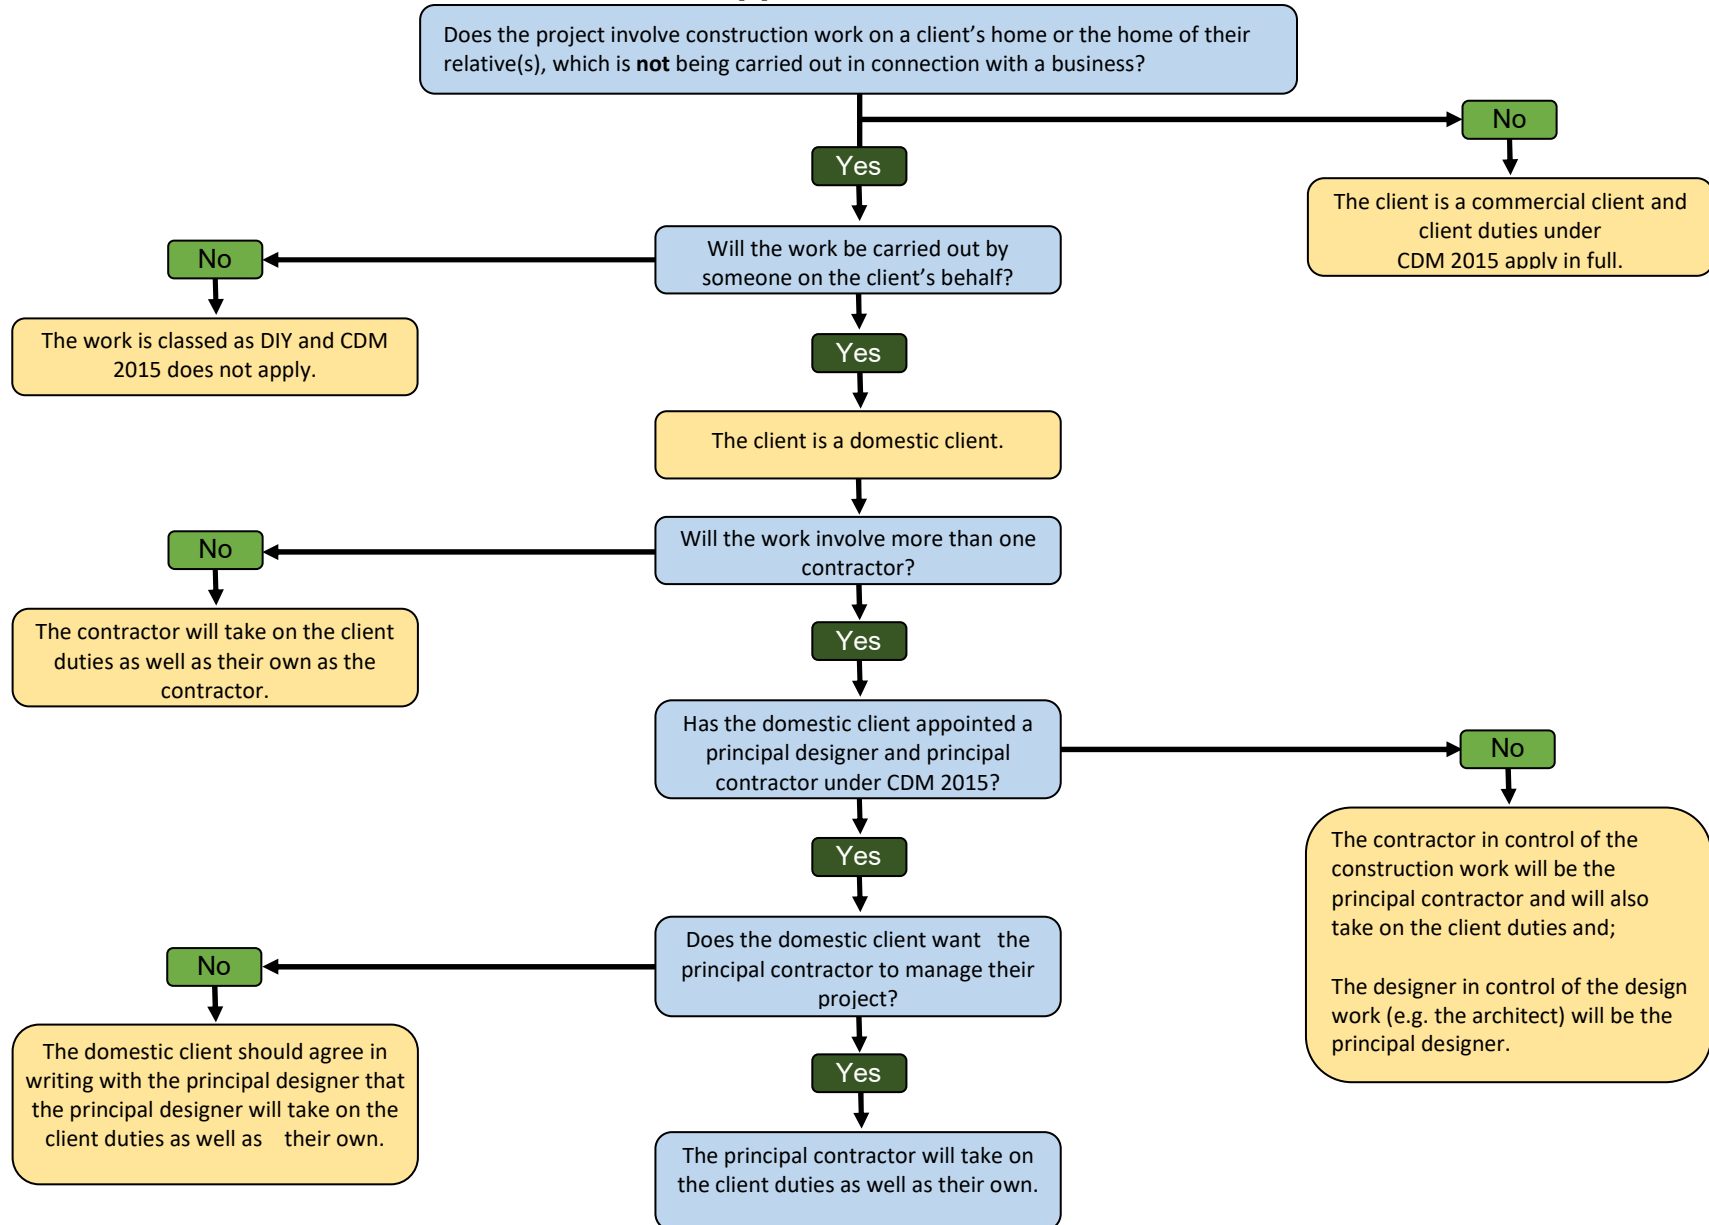 Does the project involve construction work on a client's home or the home of their
relative(s), which is not being carried out in connection with a business?
No
Yes
The client is a commercial client and
client duties under
CDM 2015 apply in full.
Will the work be carried out by
someone on the client's behalf?
No
The work is classed as DIY and CDM
2015 does not apply.
Yes
The client is a domestic client.
Will the work involve more than one
contractor?
No
The contractor will take on the client
duties as well as their own as the
contractor.
Yes
Has the domestic client appointed a
principal designer and principal
contractor under CDM 2015?
No
The contractor in control of the
construction work will be the
principal contractor and will also
take on the client duties and;
The designer in control of the design
work (e.g. the architect) will be the
principal designer.
Yes
Does the domestic client want the
principal contractor to manage their
project?
No
The domestic client should agree in
writing with the principal designer that
the principal designer will take on the
client duties as well as their own.
Yes
The principal contractor will take on
the client duties as well as their own.